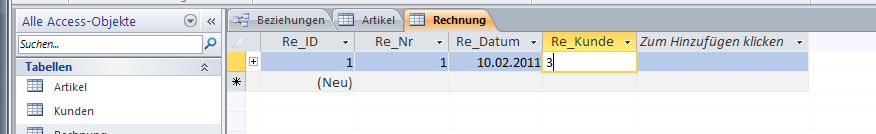 Alle Access-Objekte
Suchen...
Tabellen
Artikel
Kunden
Rechnung
Beziehungen Artikel Rechnung
Re_ID Re_Nr Re_Datum Re_Kunde Zum Hinzufügen klicken
1 1 10.02.2011 3
(Neu)